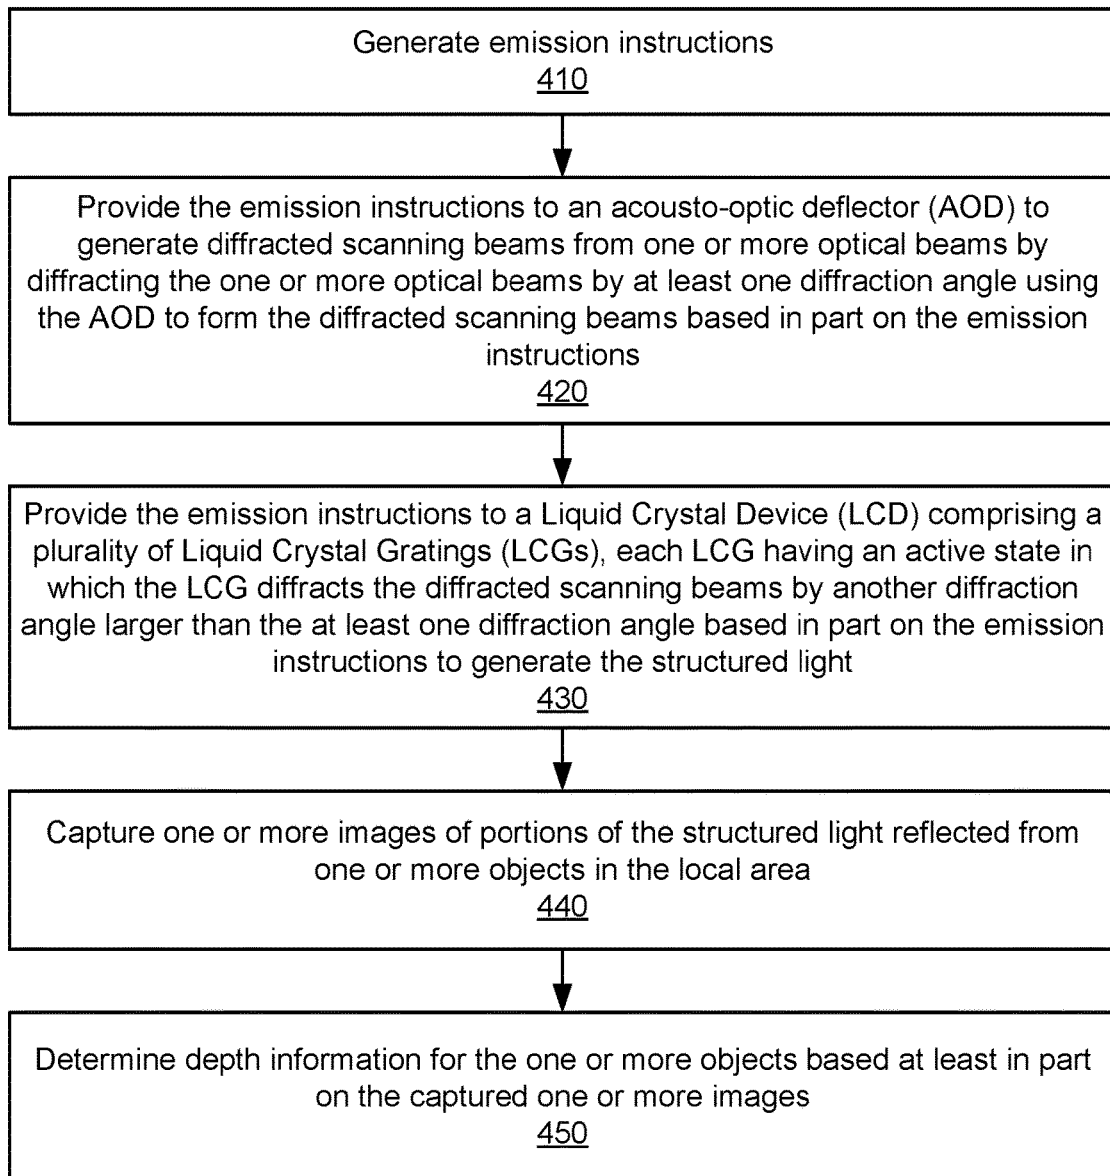 Generate emission instructions
410
Provide the emission instructions to an acousto-optic deflector (AOD) to
generate diffracted scanning beams from one or more optical beams by
diffracting the one or more optical beams by at least one diffraction angle using
the AOD to form the diffracted scanning beams based in part on the emission
instructions
420
Provide the emission instructions to a Liquid Crystal Device (LCD) comprising a
plurality of Liquid Crystal Gratings (LCGs), each LCG having an active state in
which the LCG diffracts the diffracted scanning beams by another diffraction
angle larger than the at least one diffraction angle based in part on the emission
instructions to generate the structured light
430
Capture one or more images of portions of the structured light reflected from
one or more objects in the local area
440
Determine depth information for the one or more objects based at least in part
on the captured one or more images
450